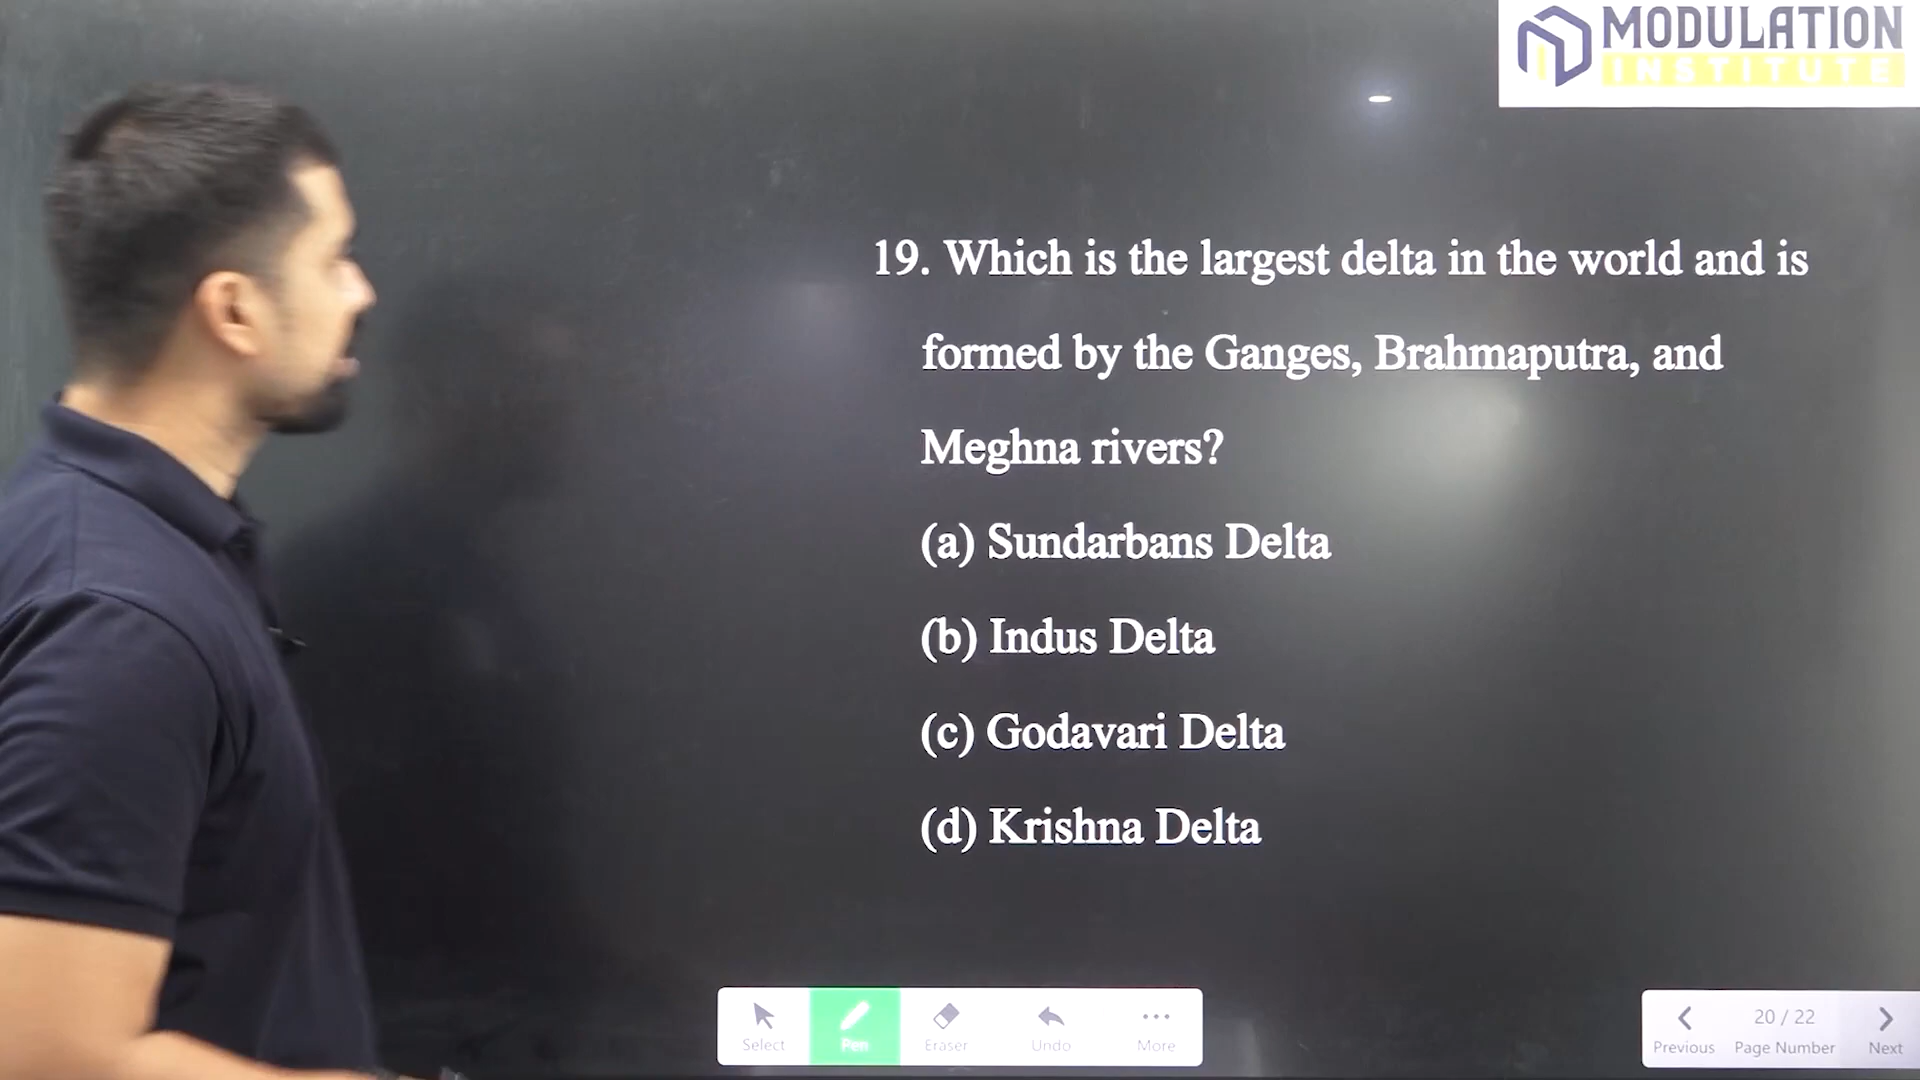 MODULATION
INSTITUTE
19. Which is the largest delta in the world and is
formed by the Ganges, Brahmaputra, and
Meghna rivers?
(a) Sundarbans Delta
(b) Indus Delta
(c) Godavari Delta
(d) Krishna Delta
Select Pen Eraser Undo More
20 / 22
Previous Page Number Next